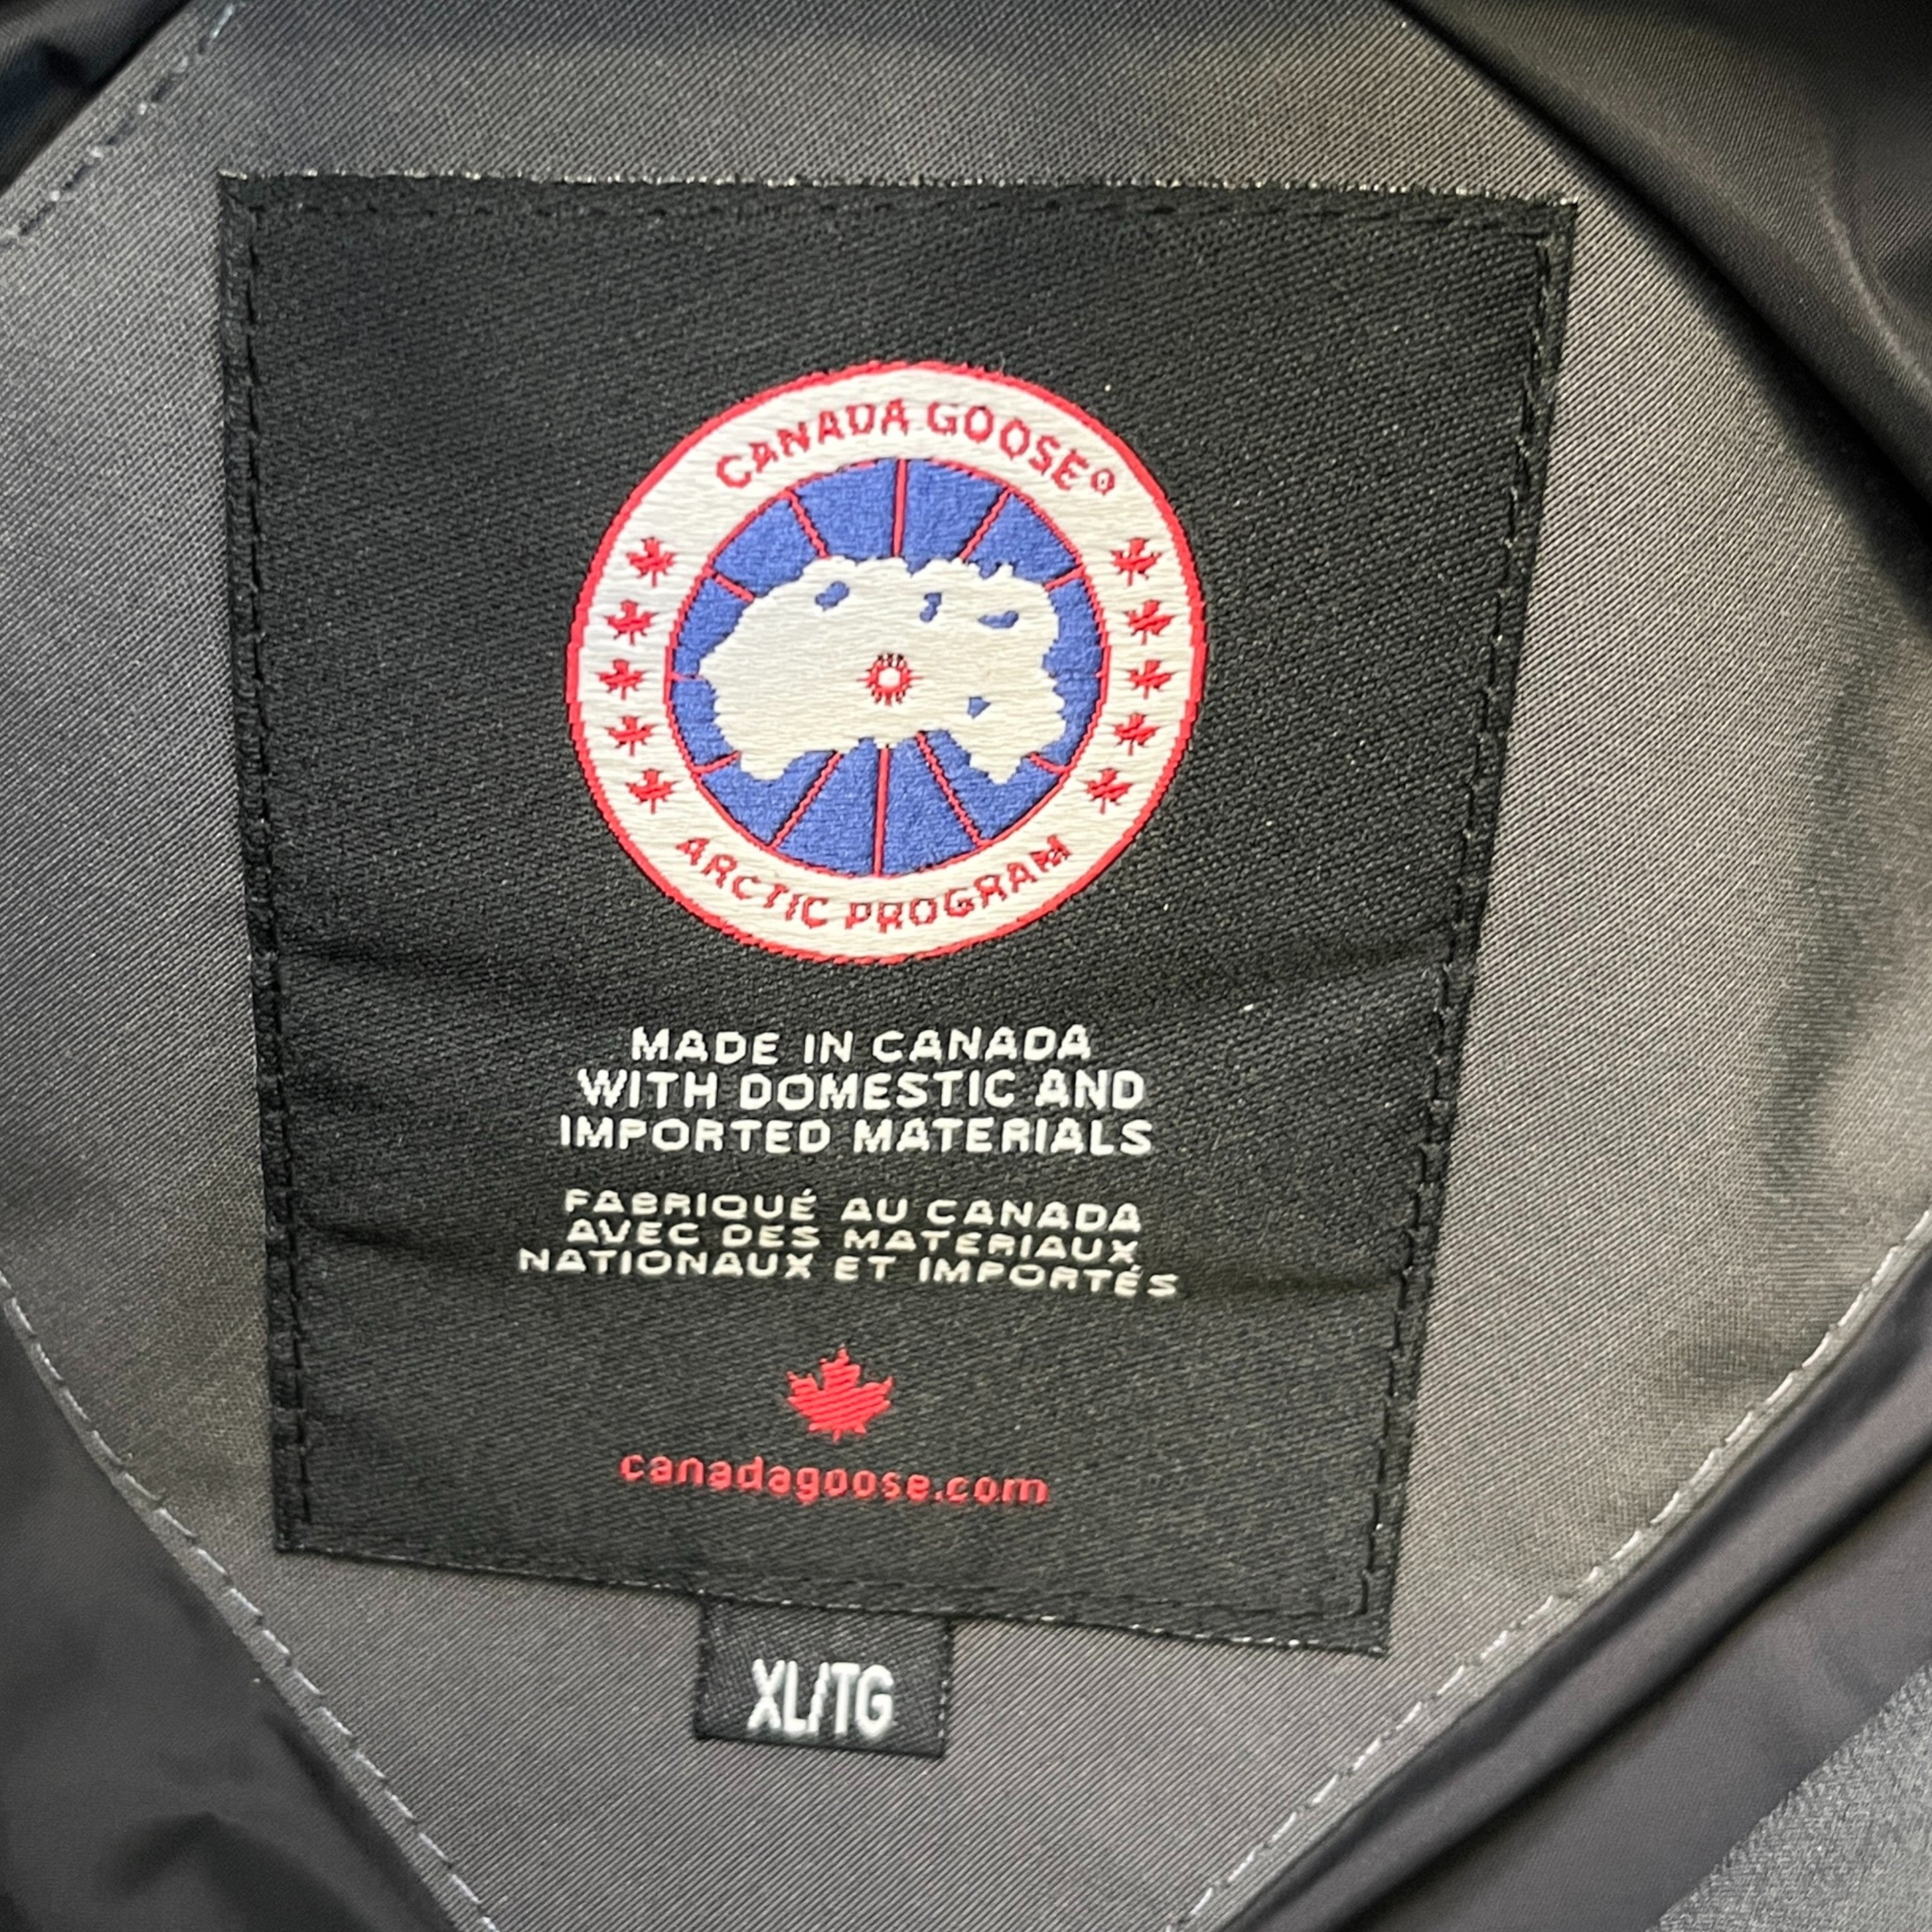 CANADA GOOSE®
ARCTIC PROGRAM
MADE IN CANADA
WITH DOMESTIC AND
IMPORTED MATERIALS
FABRIQUÉ AU CANADA
AVEC DES MATERIAUX
NATIONAUX ET IMPORTÉS
canadagoose.com
XL/TG